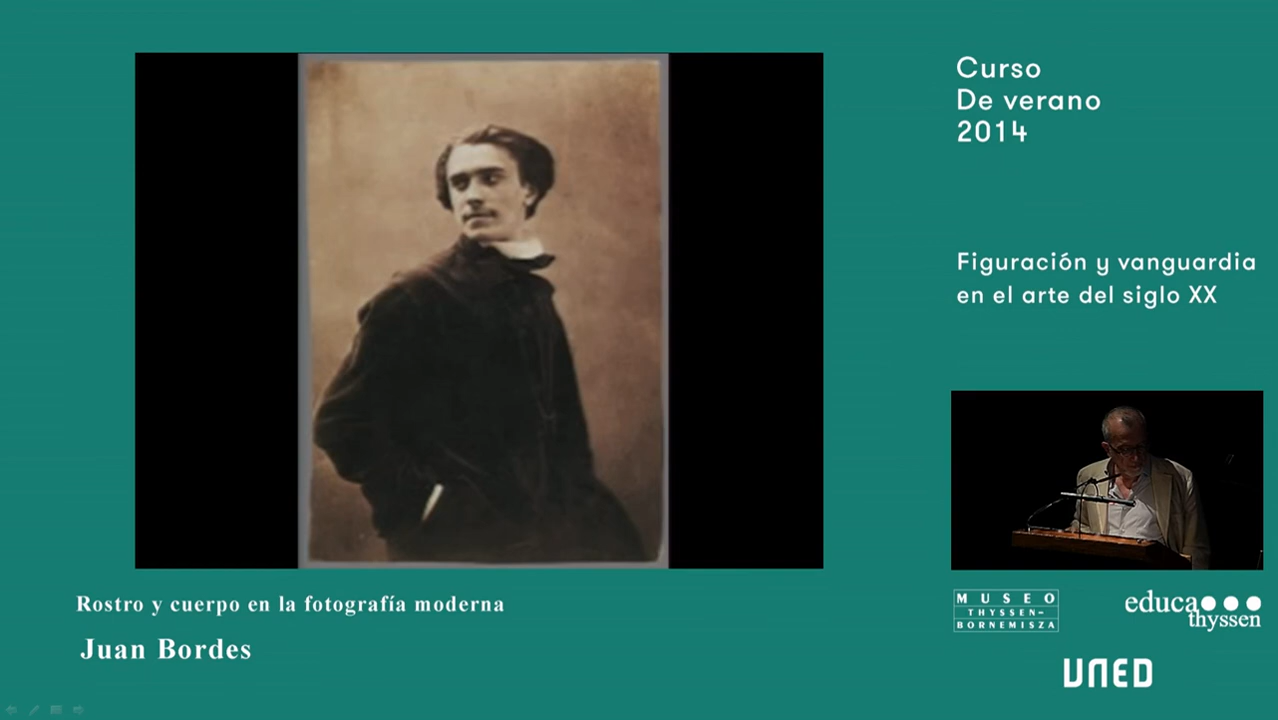 Curso
De verano
2014
Figuración y vanguardia
en el arte del siglo XX
Rostro y cuerpo en la fotografía moderna
Juan Bordes
MUSEO
THYSSEN-
BORNEMISZA
educa
thyssen
UNED